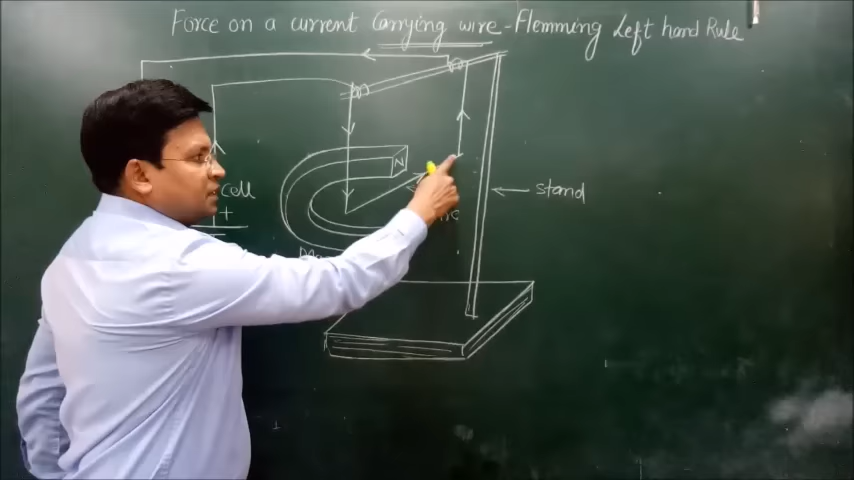 Force on a current Carrying wire - Flemming Left hand Rule
N
Cell
+
stand